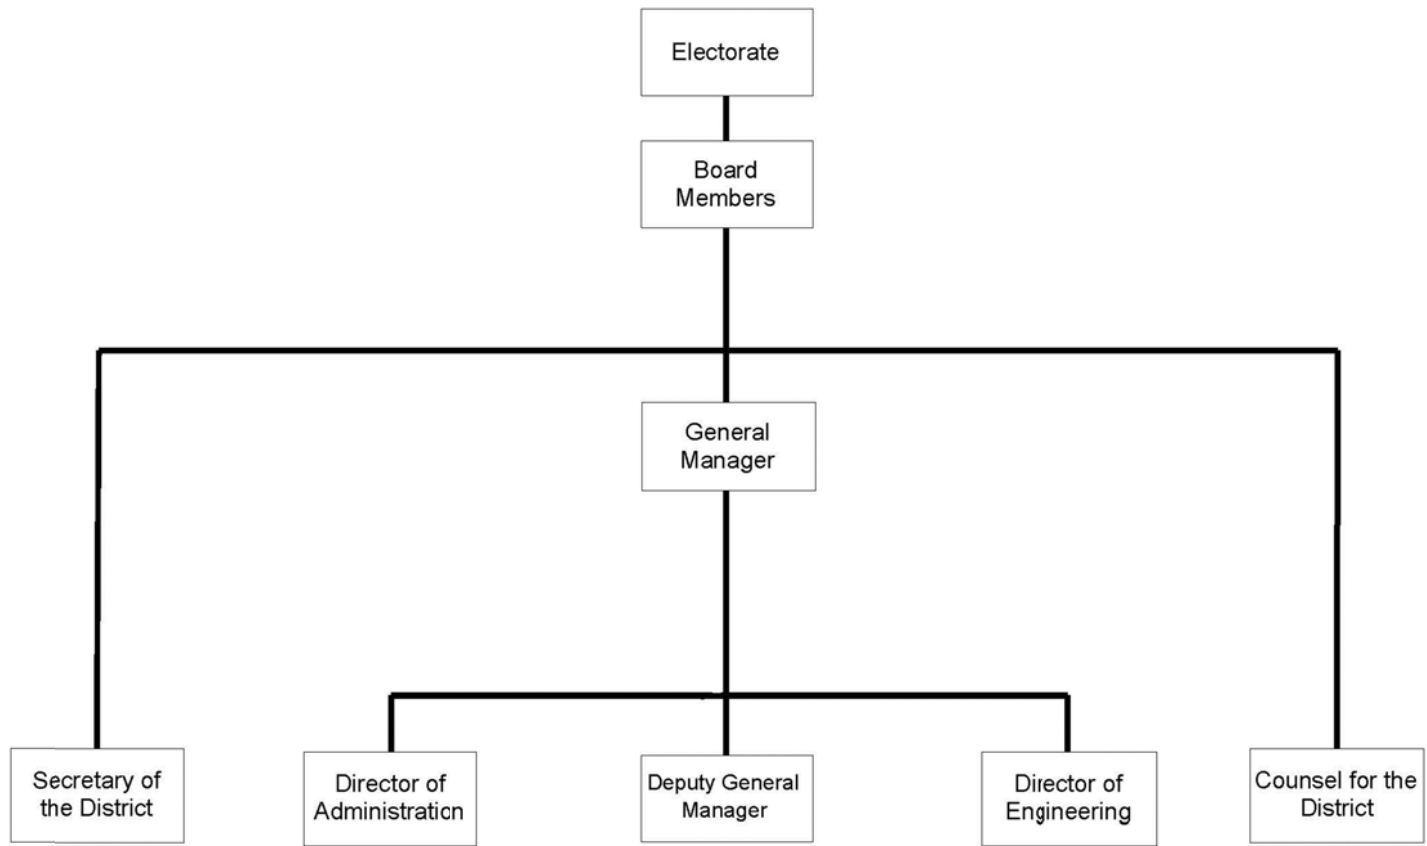 Electorate
Board
Members
General
Manager
Secretary of
the District
Director of
Administration
Deputy General
Manager
Director of
Engineering
Counsel for the
District